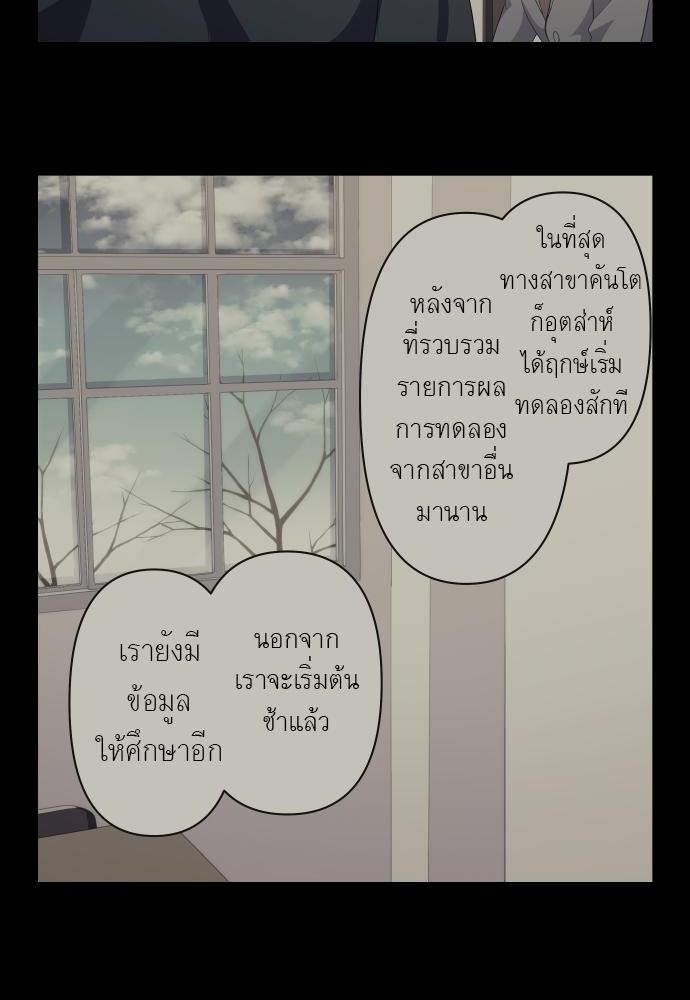 ในที่สุด
ทางสาขาคันโต
ก็อุตส่าห์
ได้ฤกษ์เริ่ม
ทดลองสักที
หลังจาก
ที่รวบรวม
รายการผล
การทดลอง
จากสาขาอื่น
มานาน
นอกจาก
เราจะเริ่มต้น
ช้าแล้ว
เรายังมี
ข้อมูล
ให้ศึกษาอีก